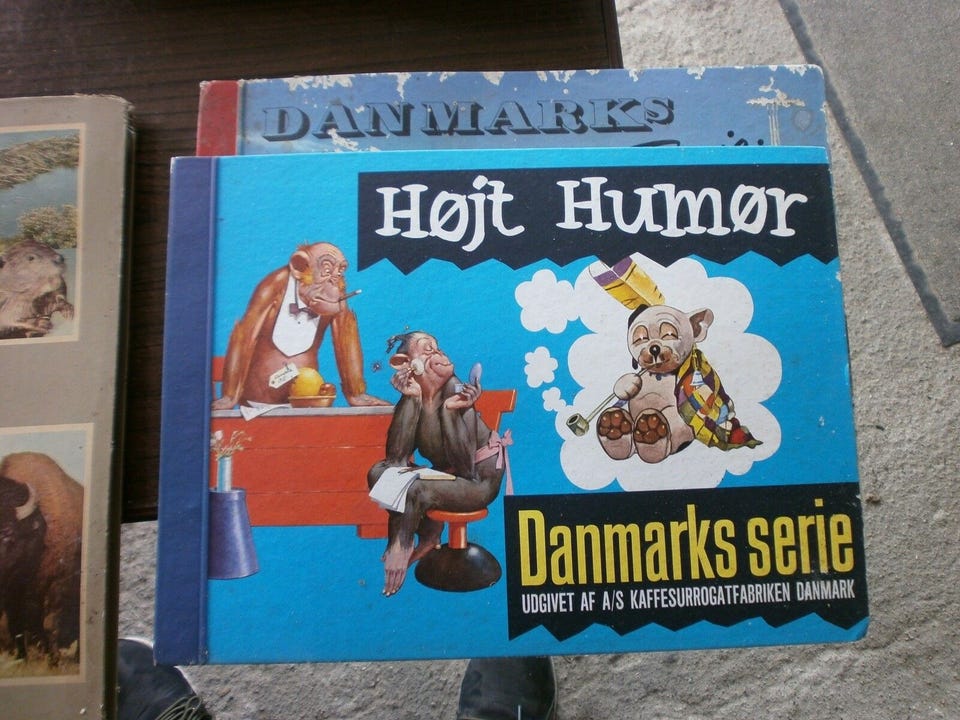 DANMARKS
Højt Humør
Danmarks serie
UDGIVET AF A/S KAFFESURROGATFABRIKEN DANMARK